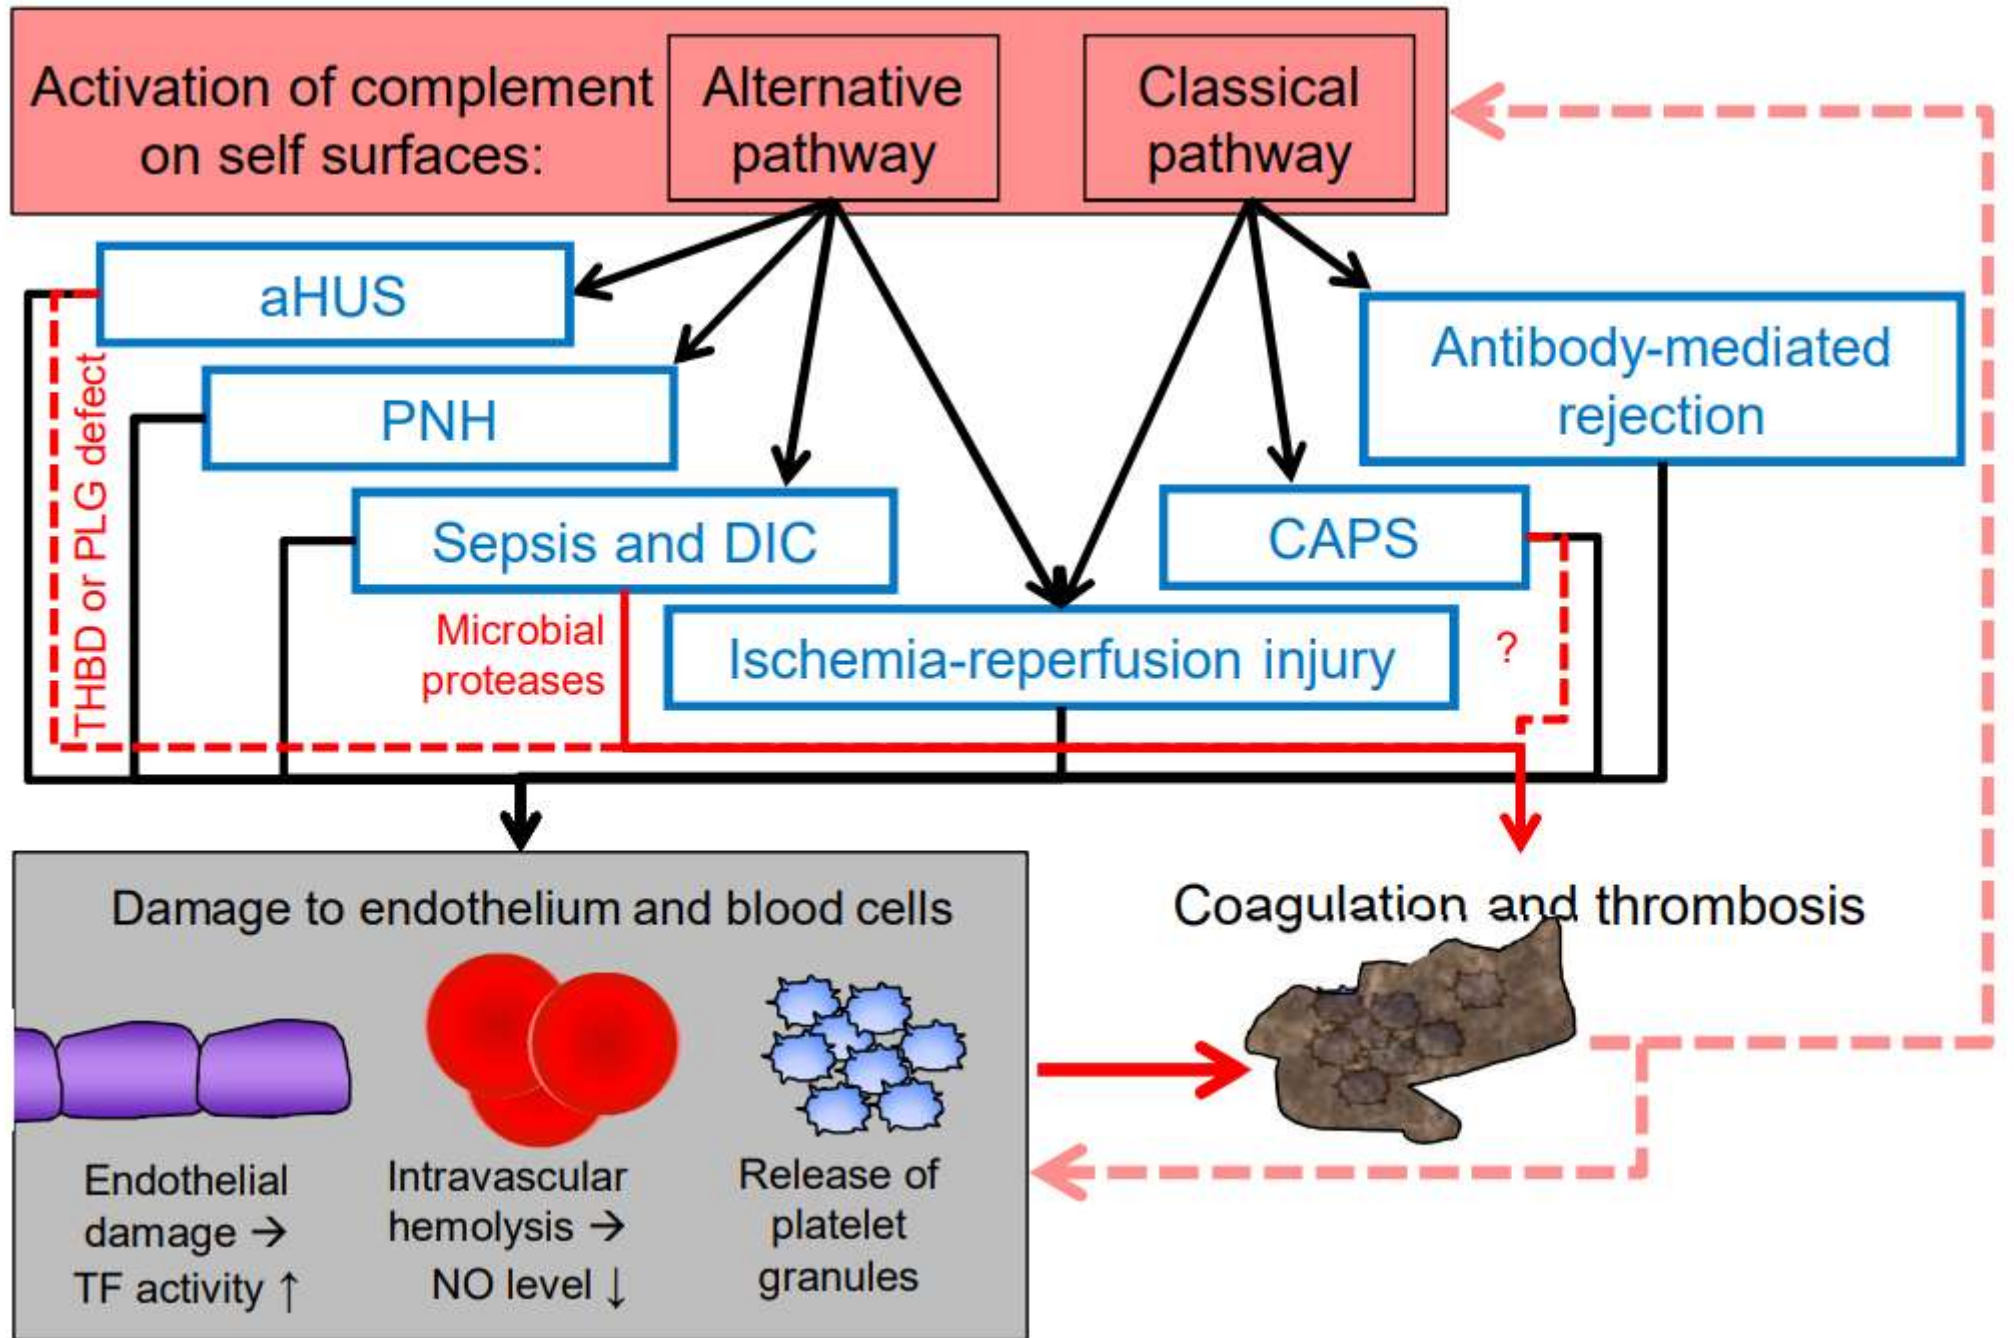 Activation of complement
on self surfaces:
Alternative
pathway
Classical
pathway
aHUS
PNH
Sepsis and DIC
Antibody-mediated
rejection
CAPS
Ischemia-reperfusion injury
THBD or PLG defect
Microbial
proteases
?
Damage to endothelium and blood cells
Endothelial
damage →
TF activity ↑
Intravascular
hemolysis →
NO level ↓
Release of
platelet
granules
Coagulation and thrombosis